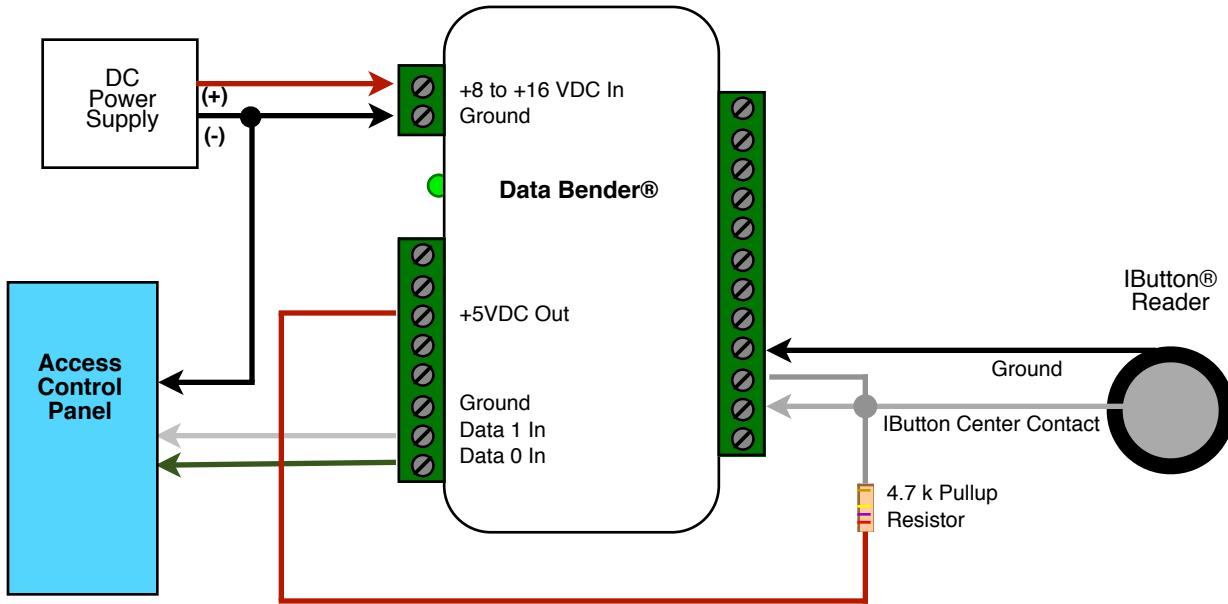 DC
Power
Supply
(+)
(-)
+8 to +16 VDC In
Ground
Data Bender®
+5VDC Out
Ground
Data 1 In
Data 0 In
Access
Control
Panel
IButton®
Reader
Ground
IButton Center Contact
4.7 k Pullup
Resistor